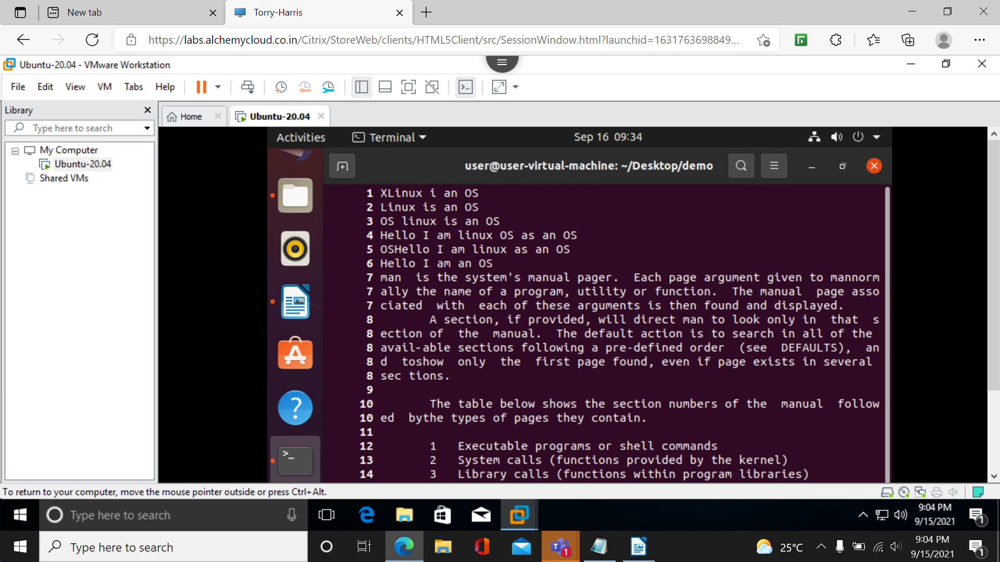 New tab
Torry-Harris
https://labs.alchemycloud.co.in/Citrix/StoreWeb/clients/HTML5Client/src/SessionWindow.html?launchid=1631763698849...
Ubuntu-20.04 - VMware Workstation
File Edit View VM Tabs Help
Library
Type here to search
My Computer
Ubuntu-20.04
Shared VMs
Home
Ubuntu-20.04
Activities Terminal Sep 16 09:34
user@user-virtual-machine: ~/Desktop/demo
1 XLinux i an OS
2 Linux is an OS
3 OS linux is an OS
4 Hello I am linux OS as an OS
5 OSHello I am linux as an OS
6 Hello I am an OS
7 man  is the system's manual pager.  Each page argument given to mannorm
7 ally the name of a program, utility or function.  The manual  page asso
7 ciated  with  each of these arguments is then found and displayed.
8        A section, if provided, will direct man to look only in  that  s
8 ection of  the  manual.  The default action is to search in all of the
8 avail-able sections following a pre-defined order  (see  DEFAULTS),  an
8 d  toshow  only  the  first page found, even if page exists in several
8 sec tions.
9
10        The table below shows the section numbers of the  manual  follow
10 ed  bythe types of pages they contain.
11
12        1   Executable programs or shell commands
13        2   System calls (functions provided by the kernel)
14        3   Library calls (functions within program libraries)
To return to your computer, move the mouse pointer outside or press Ctrl+Alt.
Type here to search
9:04 PM
9/15/2021
1
Type here to search
1
25°C
9:04 PM
9/15/2021
1